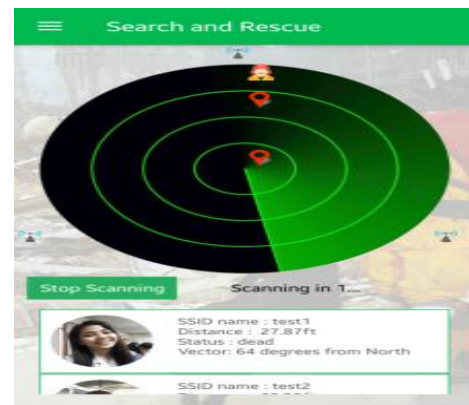 Search and Rescue
Stop Scanning
Scanning in 1...
SSID name : test1
Distance : 27.87ft
Status : dead
Vector: 64 degrees from North
SSID name : test2